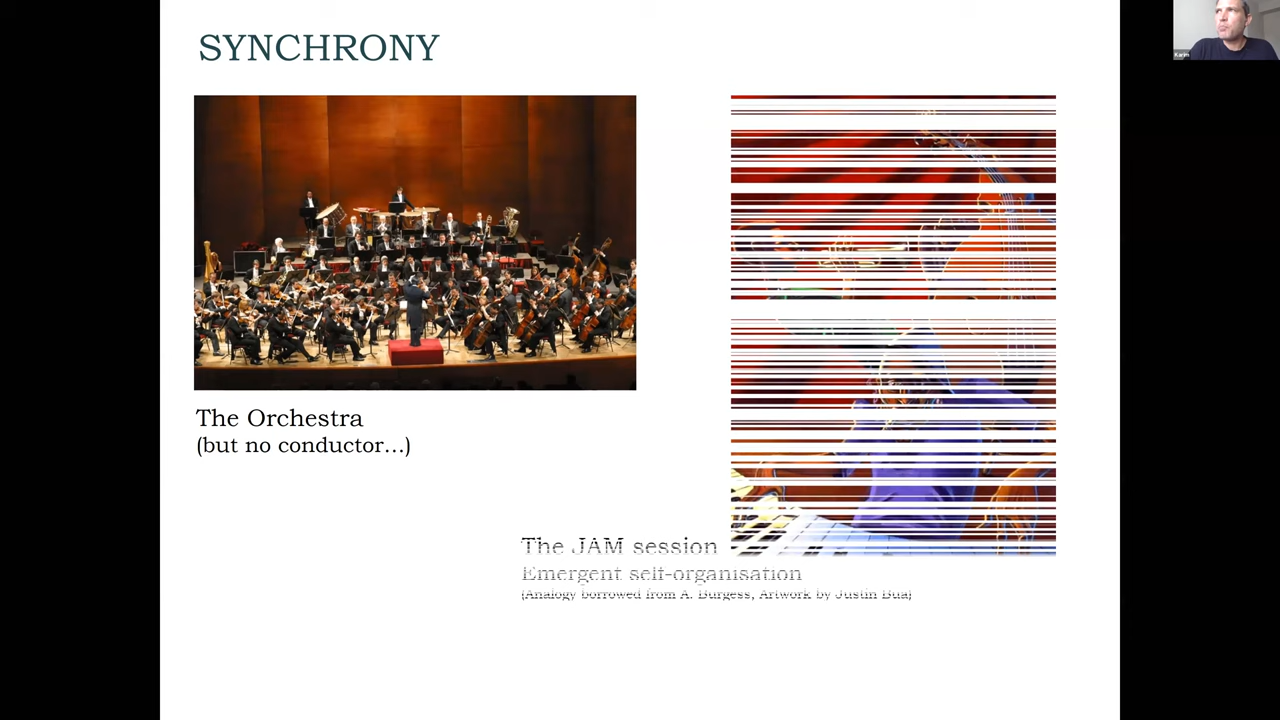 SYNCHRONY
Karim
The Orchestra
(but no conductor…)
The JAM session
Emergent self-organisation
(Analogy borrowed from A. Burgess, Artwork by Justin Bua)